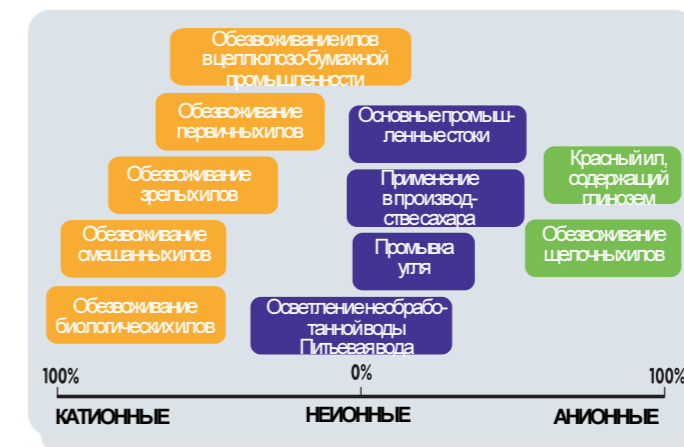 Обезвоживание илов
в целлюлозо-бумажной
промышленности
Обезвоживание
первичных илов
Основные промыш-
ленные стоки
Красный ил,
содержащий
глинозем
Обезвоживание
зрелых илов
Применение
в производ-
стве сахара
Обезвоживание
смешанных илов
Промывка
угля
Обезвоживание
щелочных илов
Обезвоживание
биологических илов
Осветление необрабо-
танной воды
Питьевая вода
100%
0%
100%
КАТИОННЫЕ
НЕИОННЫЕ
АНИОННЫЕ